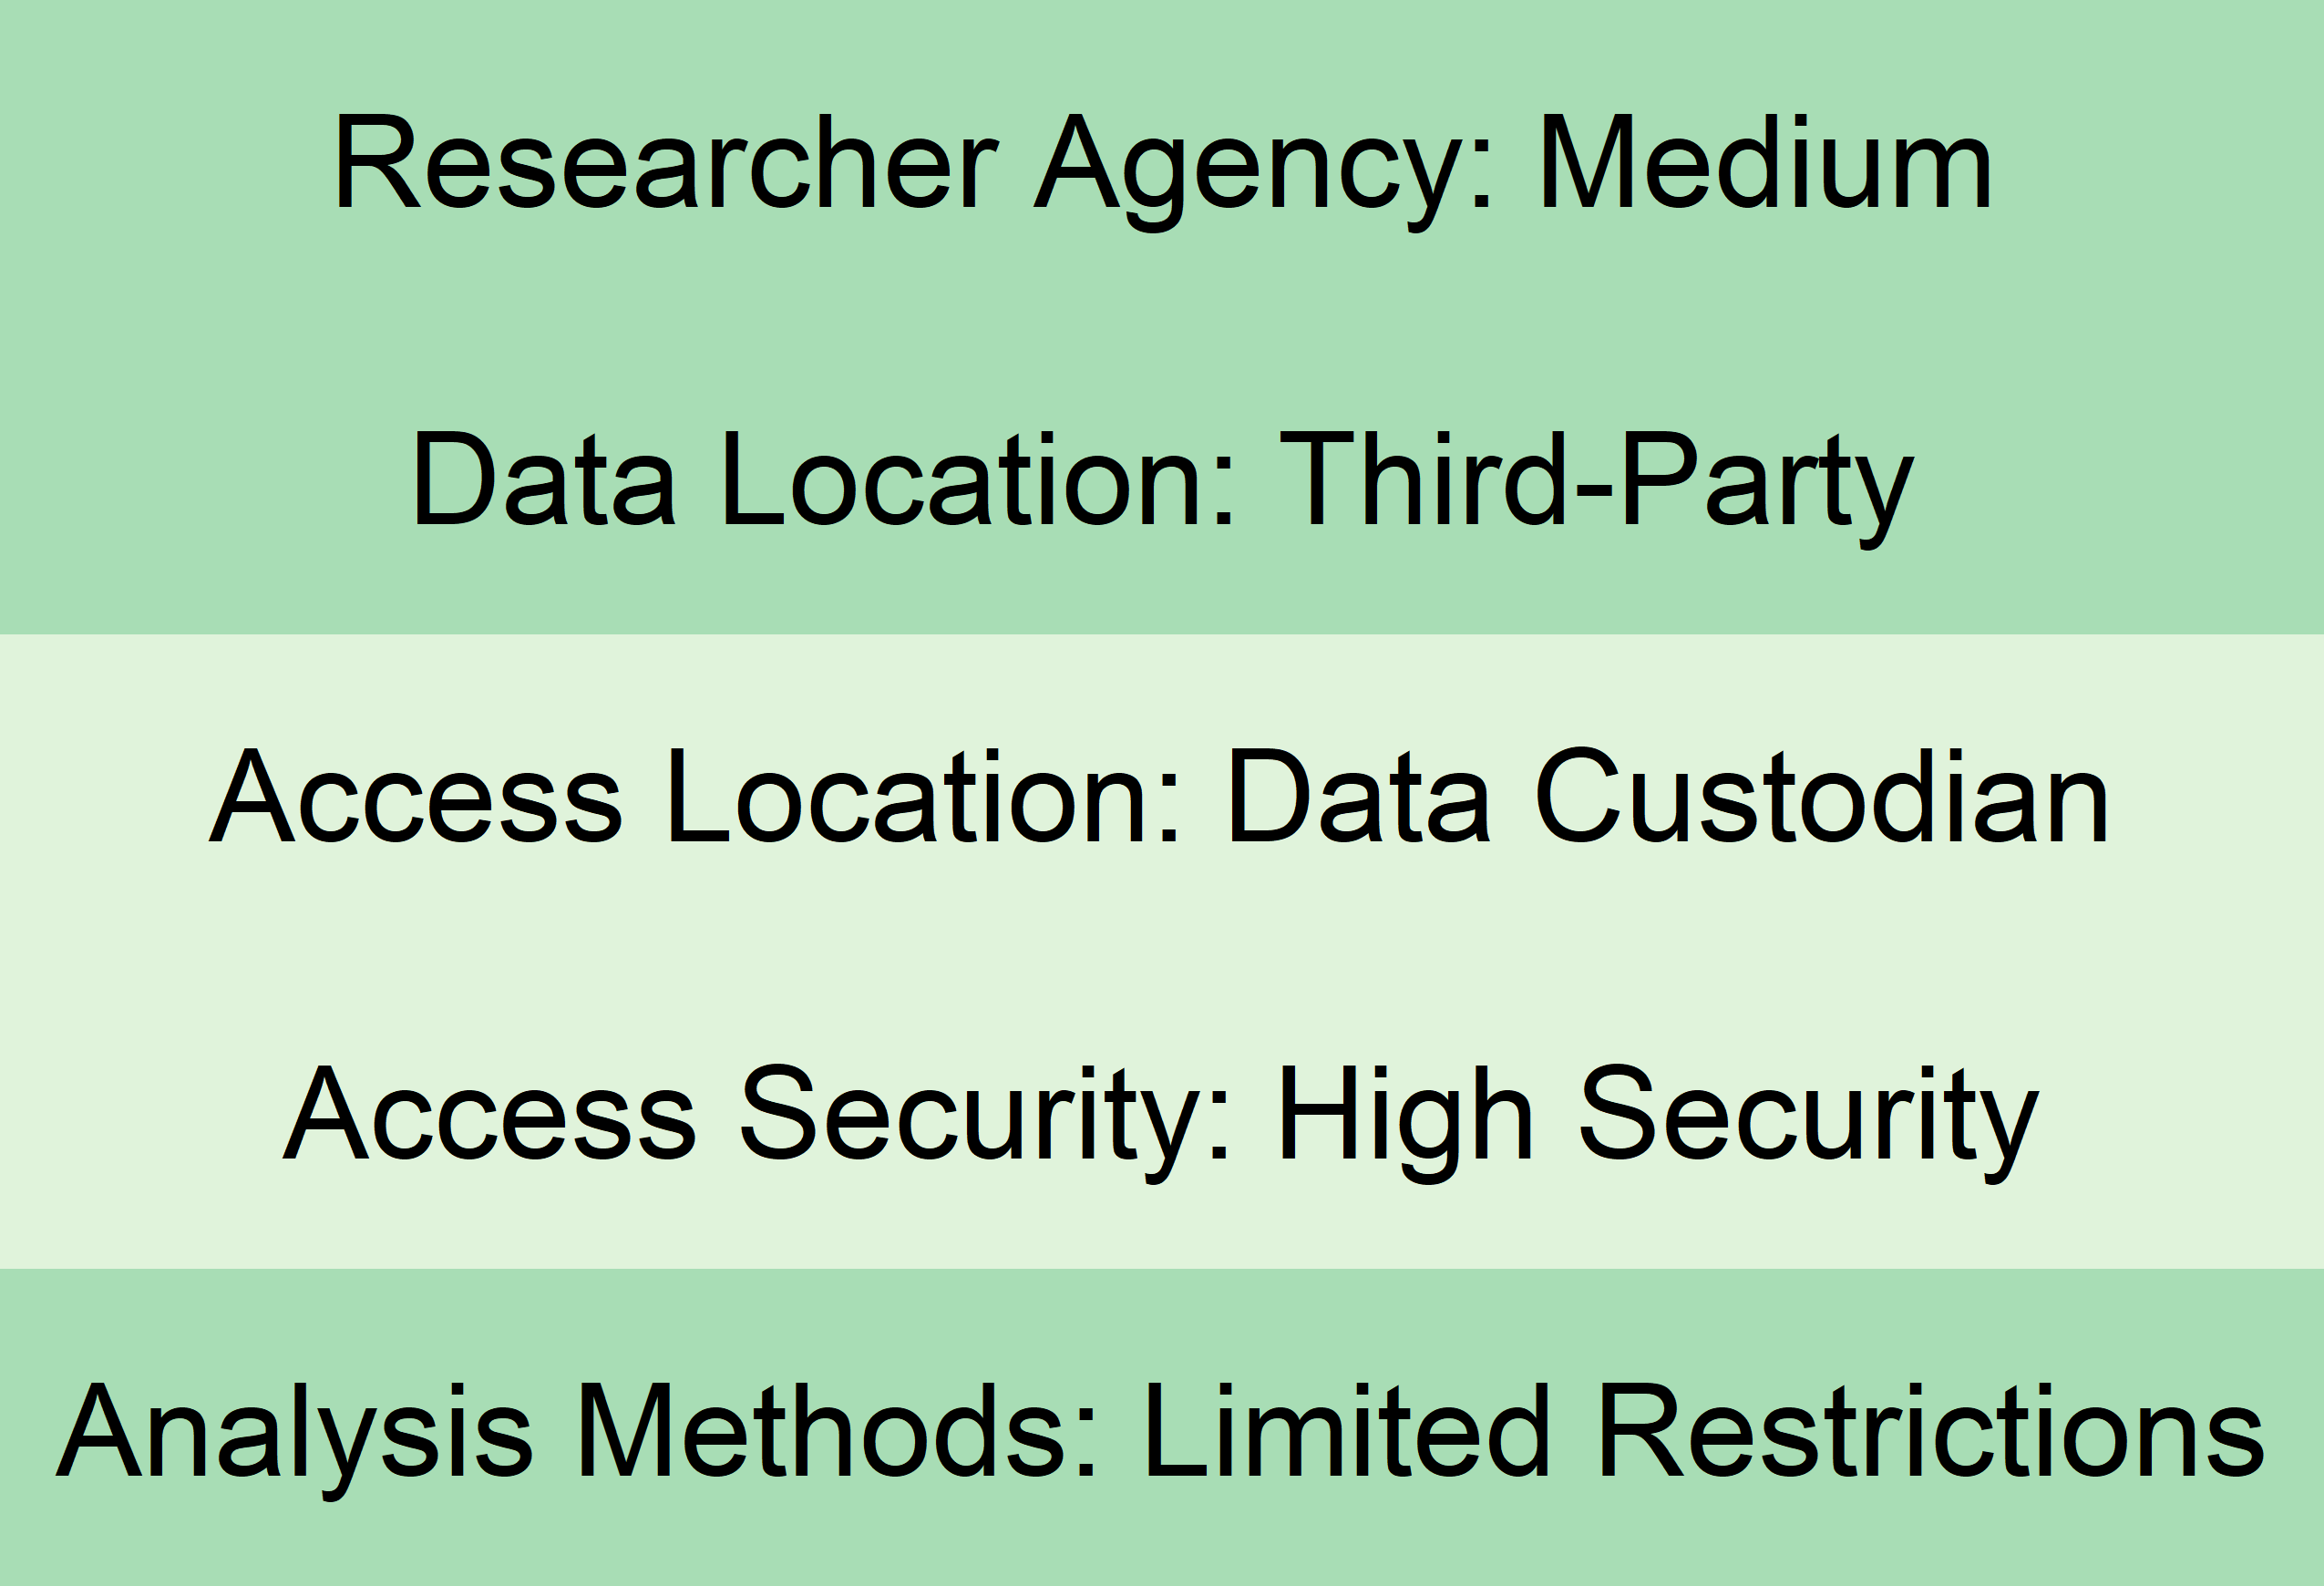 Researcher Agency: Medium
Data Location: Third-Party
Access Location: Data Custodian
Access Security: High Security
Analysis Methods: Limited Restrictions